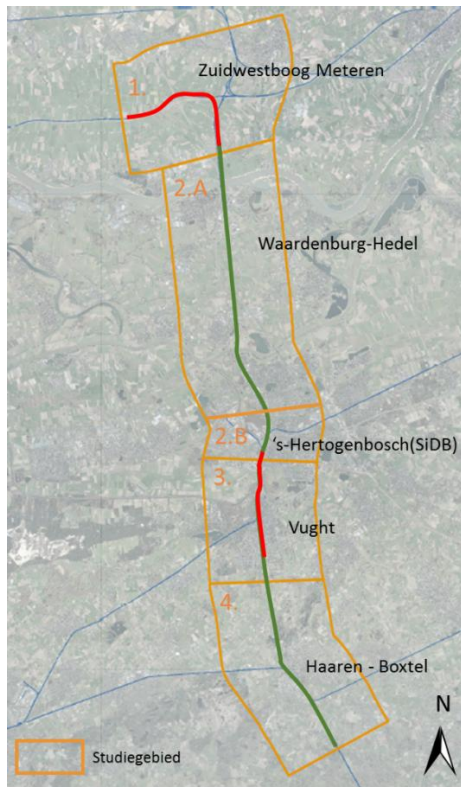 Zuidwestboog Meteren
1.
2.A
Waardenburg-Hedel
2.B
's-Hertogenbosch(SiDB)
3.
Vught
4.
Haaren - Boxtel
N
Studiegebied